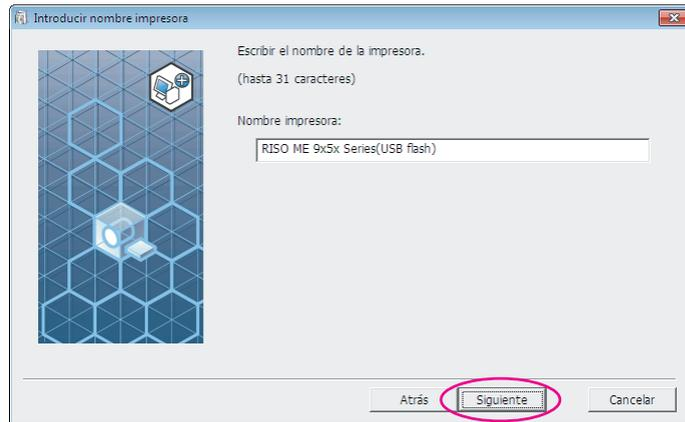 Introducir nombre impresora
Escribir el nombre de la impresora.
(hasta 31 caracteres)
Nombre impresora:
RISO ME 9x5x Series(USB flash)
Atrás
Siguiente
Cancelar